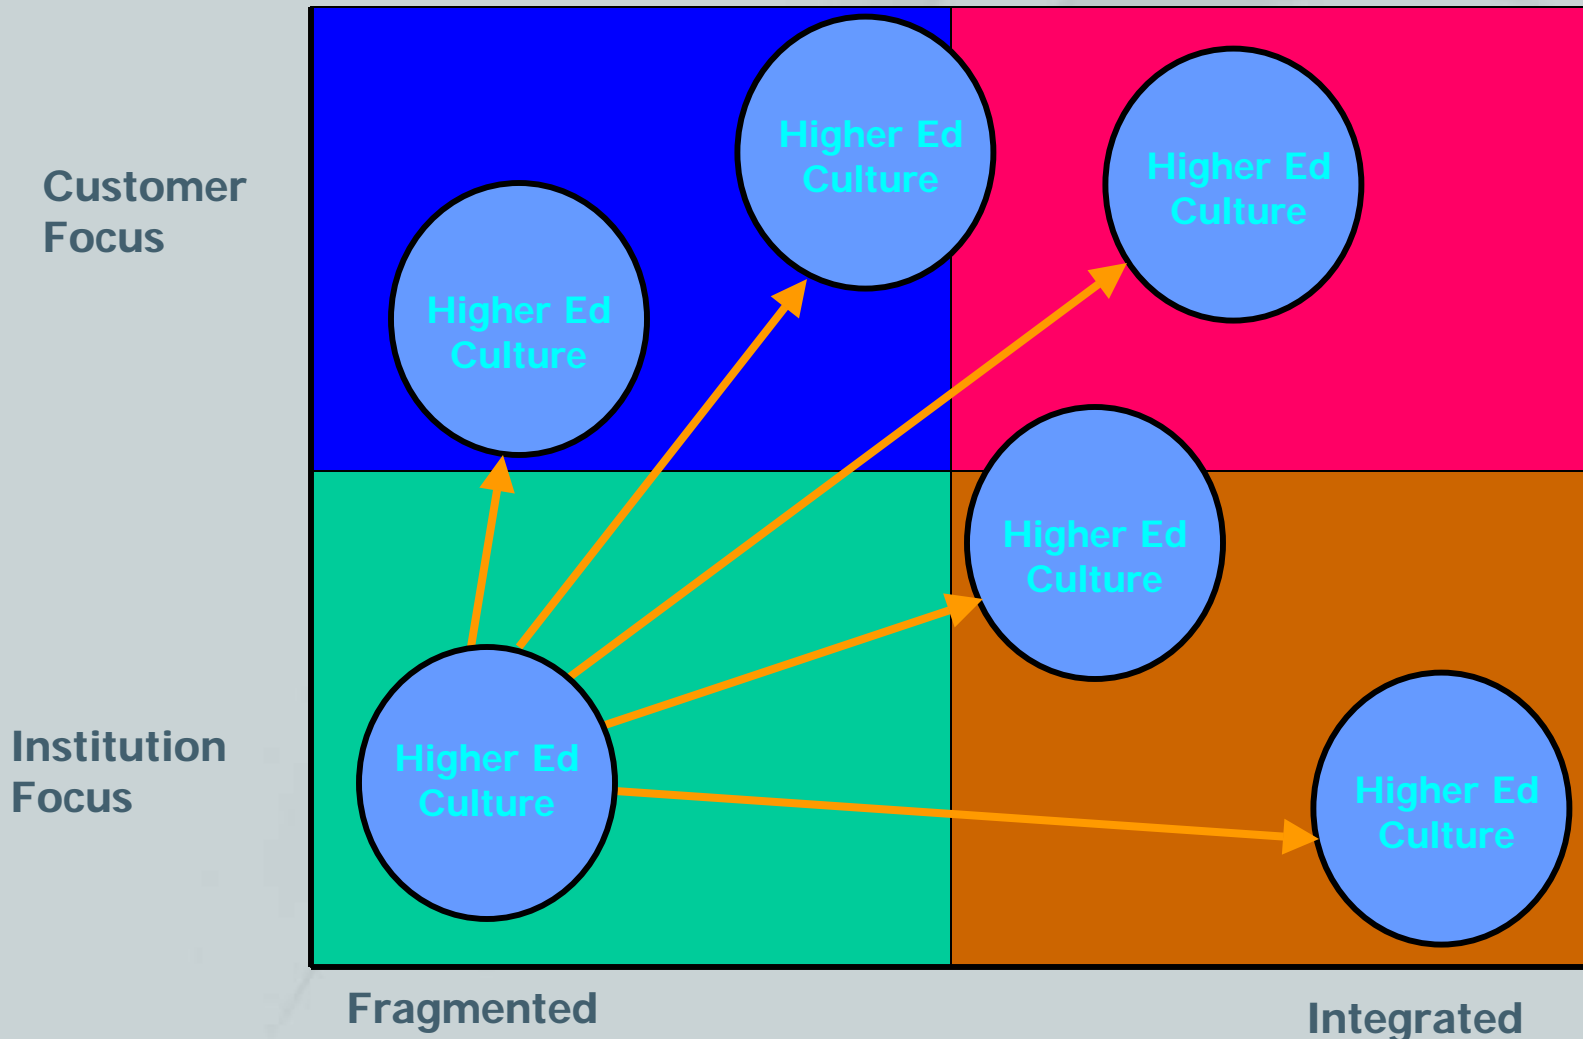 Higher Ed
Culture
Higher Ed
Culture
Customer
Focus
Higher Ed
Culture
Higher Ed
Culture
Institution
Focus
Higher Ed
Culture
Higher Ed
Culture
Fragmented
Integrated